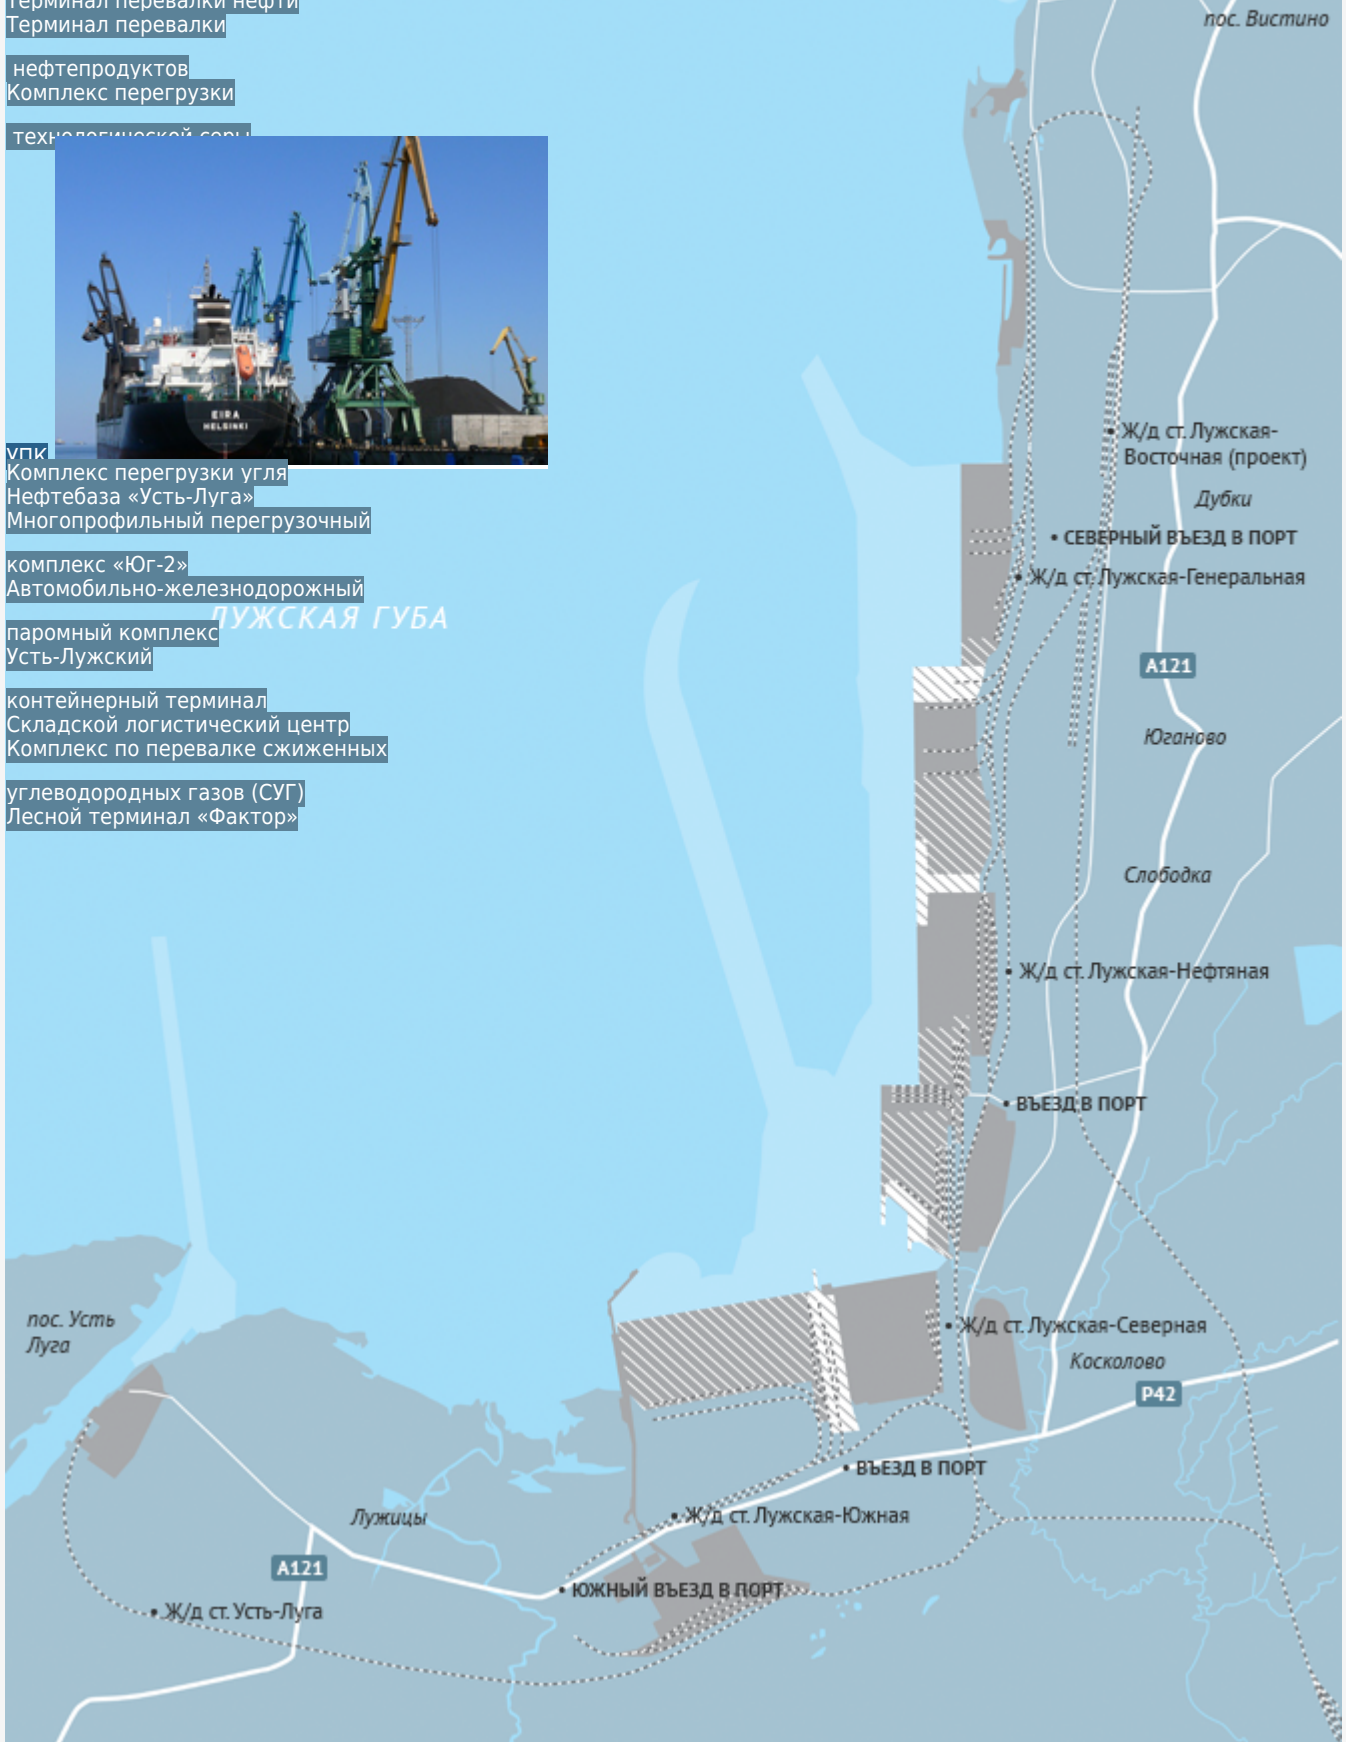 Терминал перевалки нефти
Терминал перевалки
нефтепродуктов
Комплекс перегрузки
технологической серы
EIRA
HELSINKI
УПК
Комплекс перегрузки угля
Нефтебаза «Усть-Луга»
Многопрофильный перегрузочный
комплекс «Юг-2»
Автомобильно-железнодорожный
паромный комплекс
Усть-Лужский
контейнерный терминал
Складской логистический центр
Комплекс по перевалке сжиженных
углеводородных газов (СУГ)
Лесной терминал «Фактор»
ЛУЖСКАЯ ГУБА
пос. Вистино
Ж/д ст. Лужская-
Восточная (проект)
Дубки
СЕВЕРНЫЙ ВЪЕЗД В ПОРТ
Ж/д ст. Лужская-Генеральная
А121
Юганово
Слободка
Ж/д ст. Лужская-Нефтяная
ВЪЕЗД В ПОРТ
пос. Усть
Луга
Ж/д ст. Лужская-Северная
Косколово
Р42
ВЪЕЗД В ПОРТ
Лужицы
Ж/д ст. Лужская-Южная
А121
ЮЖНЫЙ ВЪЕЗД В ПОРТ
Ж/д ст. Усть-Луга